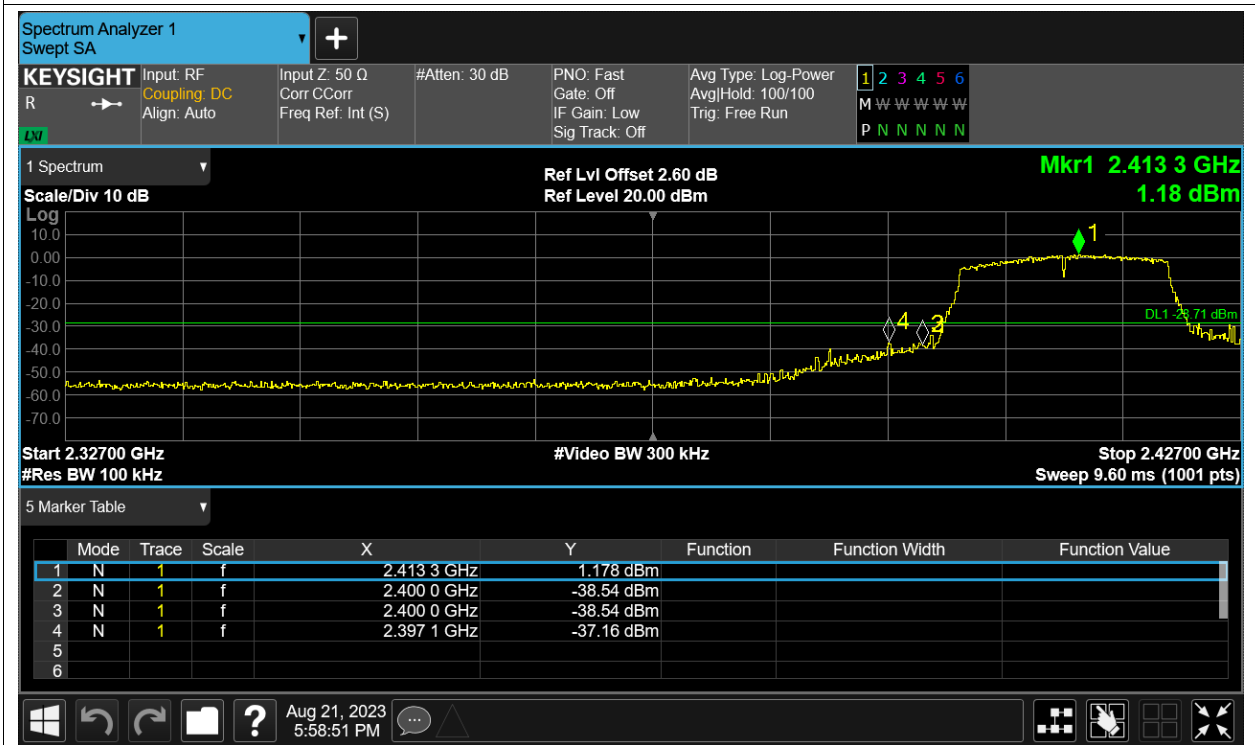 Spectrum Analyzer 1
Swept SA
KEYSIGHT Input: RF Input Z: 50 Ω #Atten: 30 dB PNO: Fast Avg Type: Log-Power 1 2 3 4 5 6
R Coupling: DC Corr CCorr Gate: Off Avg|Hold: 100/100 M W W W W W
Align: Auto Freq Ref: Int (S) IF Gain: Low Trig: Free Run
LXI Sig Track: Off P N N N N N
1 Spectrum Ref Lvl Offset 2.60 dB Mkr1 2.413 3 GHz
Scale/Div 10 dB Ref Level 20.00 dBm 1.18 dBm
Log
10.0
1
0.00
-10.0
-20.0
DL1 -28.71 dBm
-30.0
4
-40.0
-50.0
-60.0
-70.0
Start 2.32700 GHz #Video BW 300 kHz Stop 2.42700 GHz
#Res BW 100 kHz Sweep 9.60 ms (1001 pts)
5 Marker Table
Mode Trace Scale X Y Function Function Width Function Value
1 N 1 f 2.413 3 GHz 1.178 dBm
2 N 1 f 2.400 0 GHz -38.54 dBm
3 N 1 f 2.400 0 GHz -38.54 dBm
4 N 1 f 2.397 1 GHz -37.16 dBm
5
6
? Aug 21, 2023
5:58:51 PM